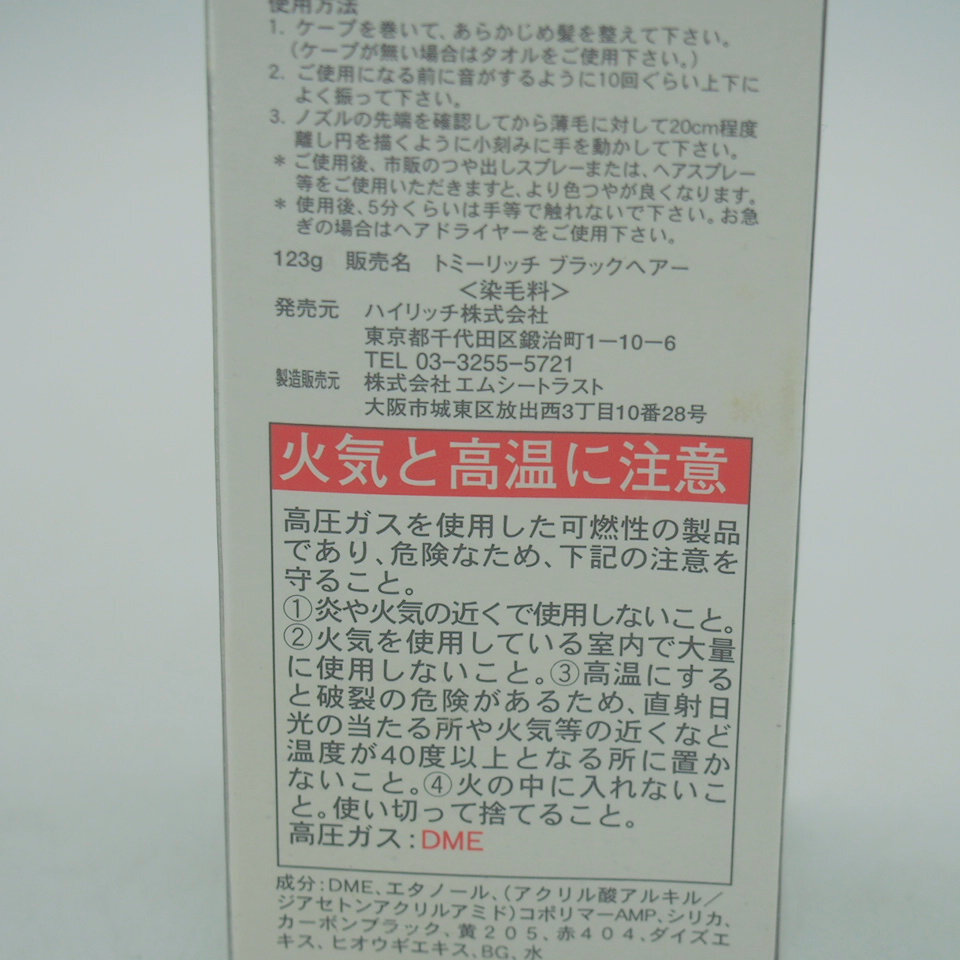 使用方法
1. ケープを巻いて、あらかじめ髪を整えて下さい。
（ケープが無い場合はタオルをご使用下さい。）
2. ご使用になる前に音がするように10回ぐらい上下に
よく振って下さい。
3. ノズルの先端を確認してから薄毛に対して20cm程度
離し円を描くように小刻みに手を動かして下さい。
＊ ご使用後、市販のつや出しスプレーまたは、ヘアスプレー
等をご使用いただきますと、より色つやが良くなります。
＊ 使用後、5分くらいは手等で触れないで下さい。お急
ぎの場合はヘアドライヤーをご使用下さい。
123g 販売名 トミーリッチ ブラックヘアー
＜染毛料＞
発売元 ハイリッチ株式会社
東京都千代田区鍛治町1－10－6
TEL 03－3255－5721
製造販売元 株式会社 エムシートラスト
大阪市城東区放出西3丁目10番28号
火気と高温に注意
高圧ガスを使用した可燃性の製品
であり、危険なため、下記の注意を
守ること。
①炎や火気の近くで使用しないこと。
②火気を使用している室内で大量
に使用しないこと。③高温にする
と破裂の危険があるため、直射日
光の当たる所や火気等の近くなど
温度が40度以上となる所に置か
ないこと。④火の中に入れないこ
と。使い切って捨てること。
高圧ガス：DME
成分：DME、エタノール、（アクリル酸アルキル／
ジアセトンアクリルアミド）コポリマーAMP、シリカ、
カーボンブラック、黄205、赤404、ダイズエ
キス、ヒオウギエキス、BG、水